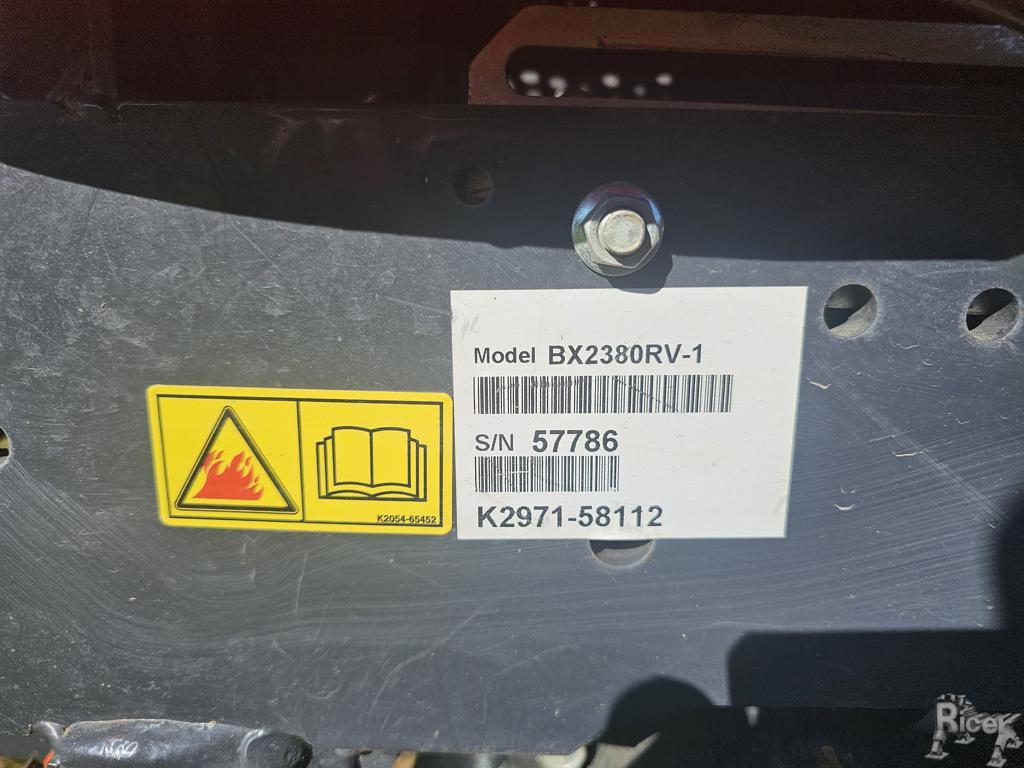 Model BX2380RV-1
S/N 57786
K2971-58112
K2054-65452
Ricer